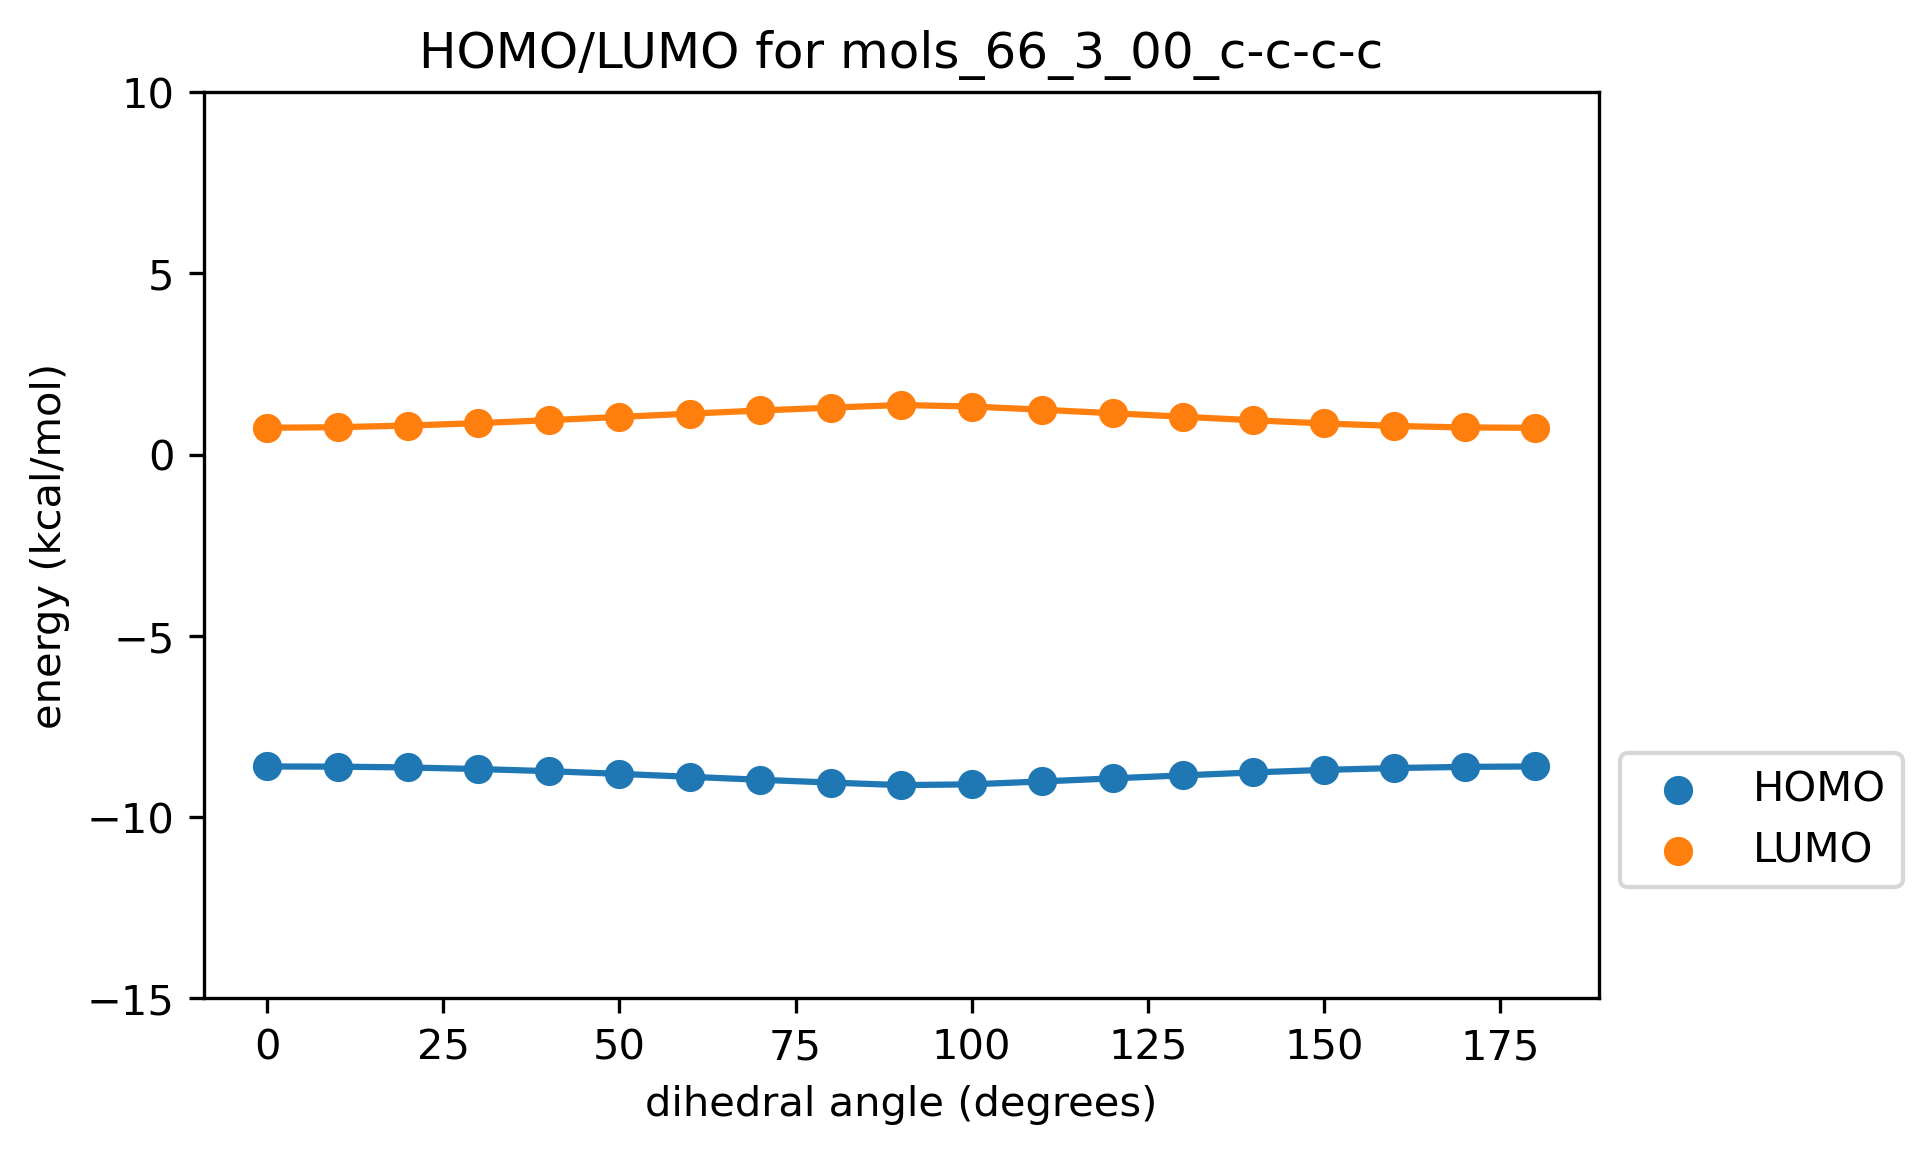 HOMO/LUMO for mols_66_3_00_c-c-c-c
10
5
0
−5
−10
−15
energy (kcal/mol)
0 25 50 75 100 125 150 175
dihedral angle (degrees)
HOMO
LUMO